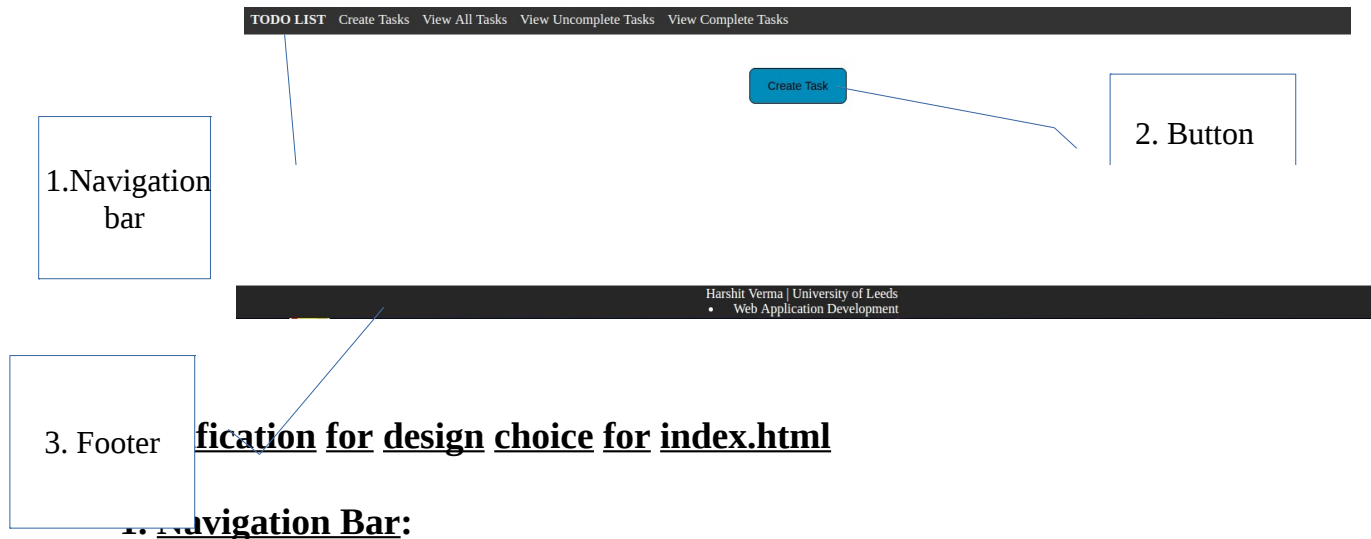 TODO LIST Create Tasks View All Tasks View Uncomplete Tasks View Complete Tasks
Create Task
2. Button
1.Navigation
bar
Harshit Verma | University of Leeds
• Web Application Development
3. Footer
fication for design choice for index.html
1. Navigation Bar: